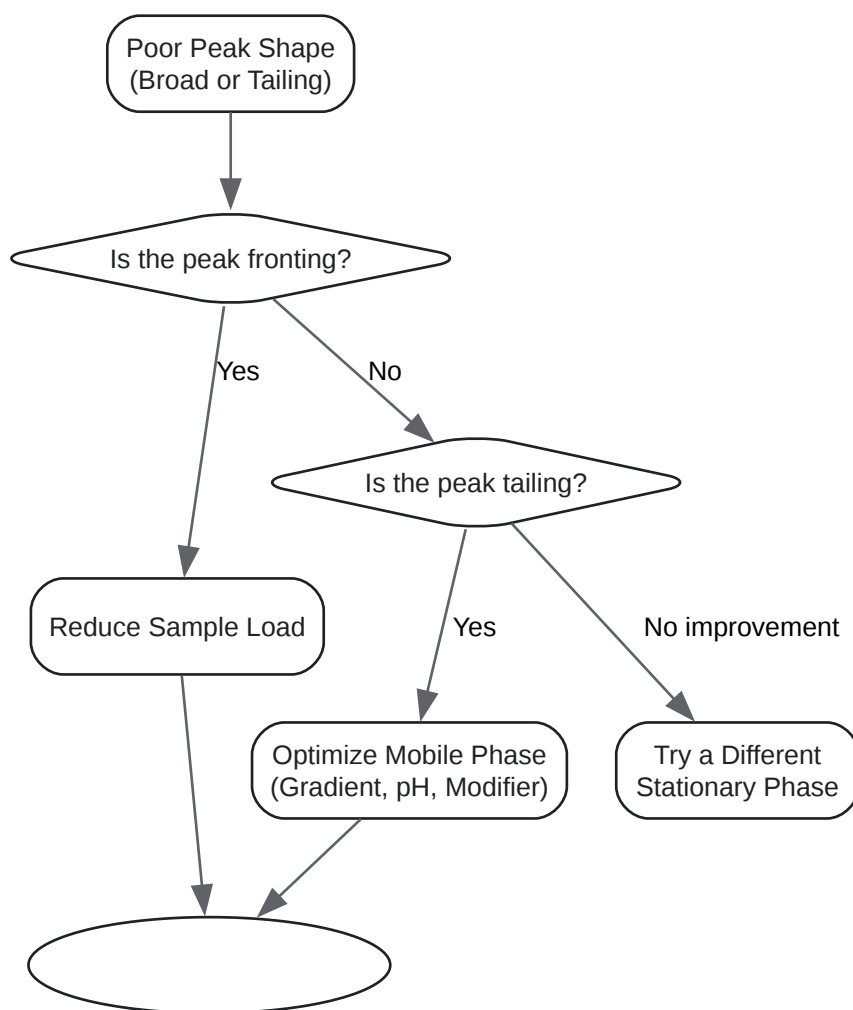 Poor Peak Shape
(Broad or Tailing)
Is the peak fronting?
Yes
No
Is the peak tailing?
Reduce Sample Load
Yes
No improvement
Optimize Mobile Phase
(Gradient, pH, Modifier)
Try a Different
Stationary Phase